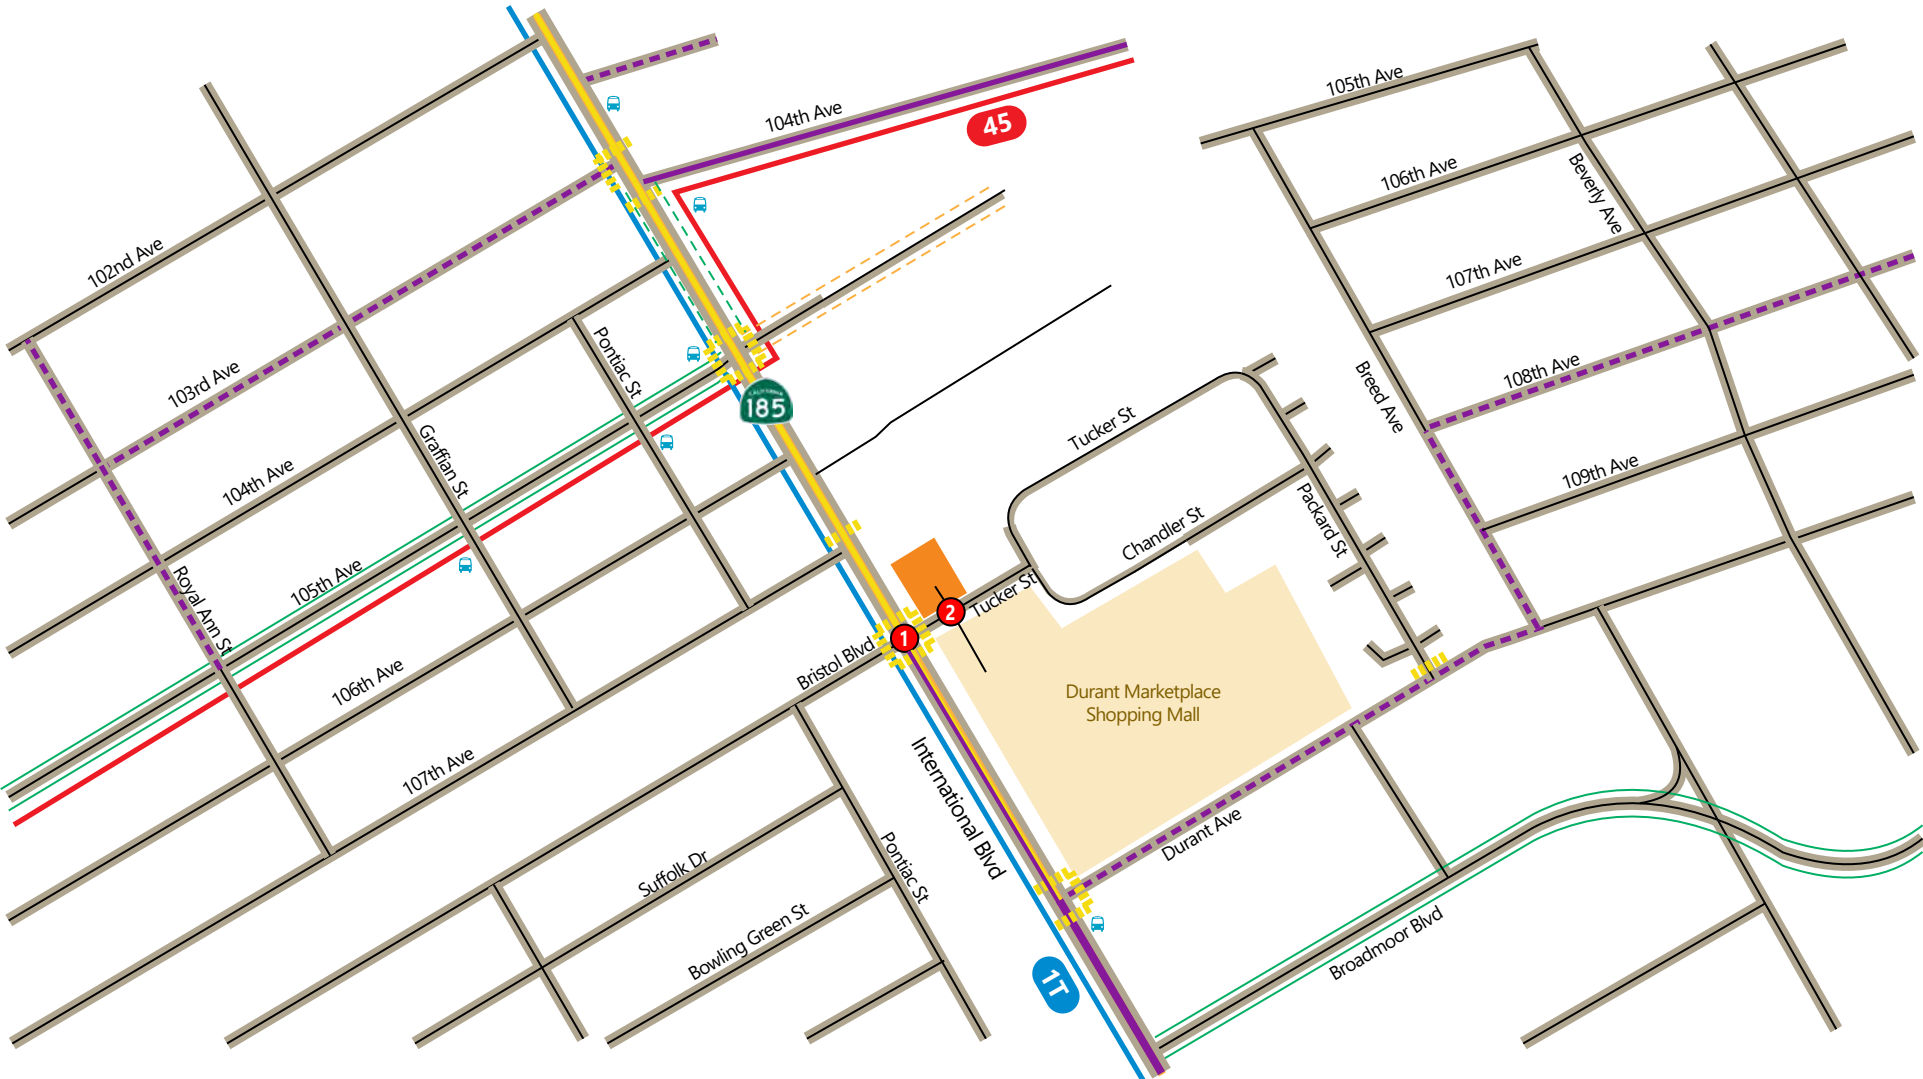 104th Ave
45
105th Ave
106th Ave
Beverly Ave
102nd Ave
107th Ave
103rd Ave
Pontiac St
108th Ave
Breed Ave
CALIFORNIA
185
Graffian St
104th Ave
Tucker St
109th Ave
Chandler St
Packard St
105th Ave
Royal Ann St
Tucker St
2
1
106th Ave
Bristol Blvd
Durant Marketplace
Shopping Mall
107th Ave
International Blvd
Suffolk Dr
Pontiac St
Durant Ave
Bowling Green St
Broadmoor Blvd
1T